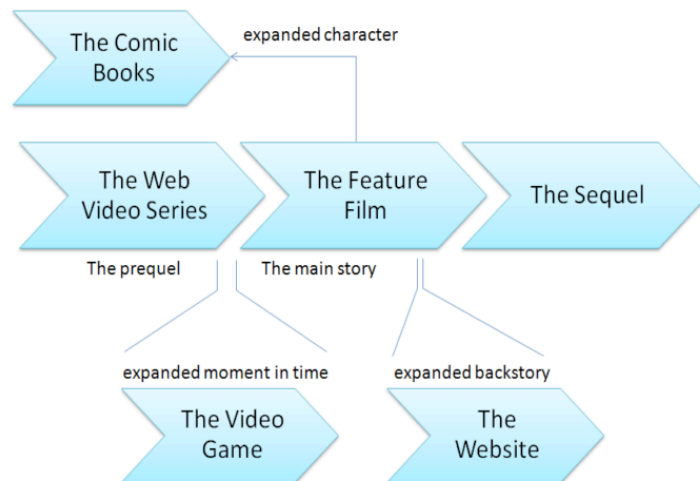 expanded character
The Comic
Books
The Web
Video Series
The Feature
Film
The Sequel
The prequel
The main story
expanded moment in time
expanded backstory
The Video
Game
The
Website